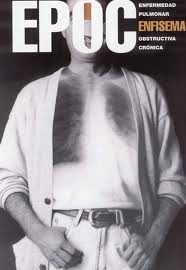 EPOC
ENFERMEDAD
PULMONAR
ENFISEMA
OBSTRUCTIVA
CRÓNICA